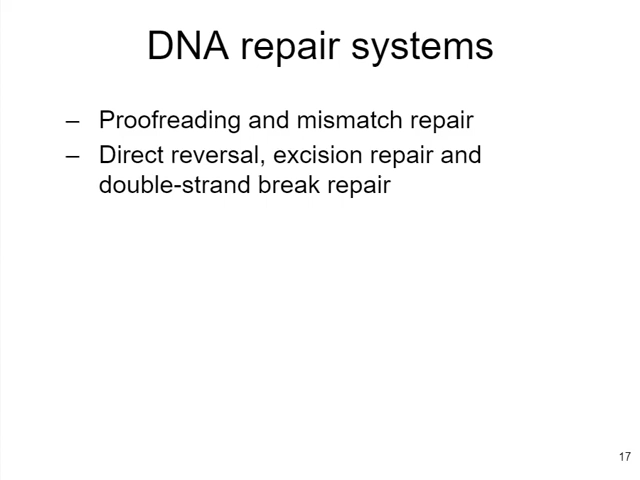 DNA repair systems
– Proofreading and mismatch repair
– Direct reversal, excision repair and
double-strand break repair
17